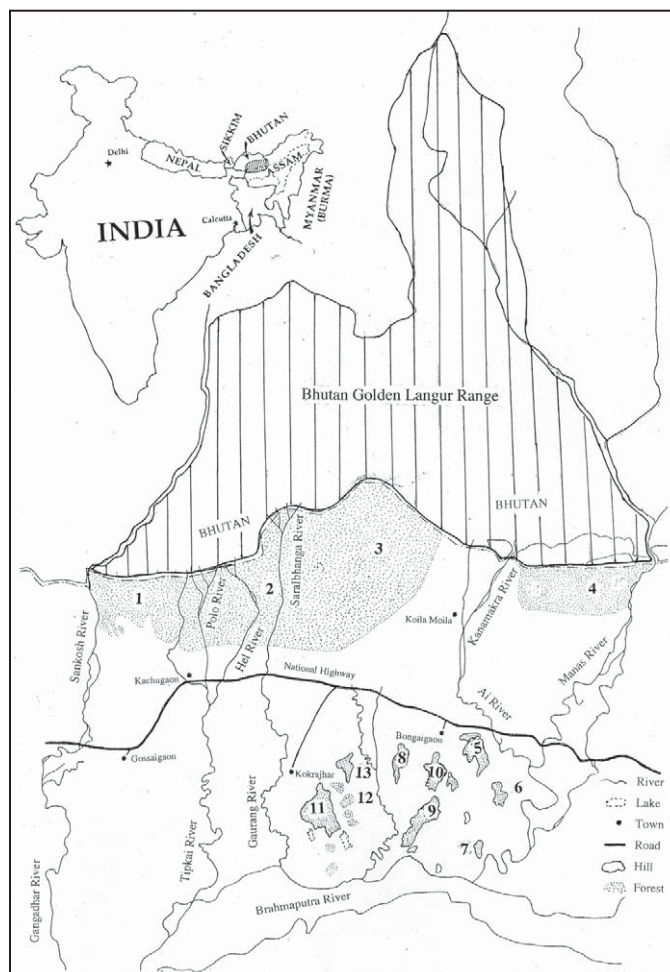 SIKKIM
BHUTAN
Delhi
NEPAL
ASSAM
INDIA
Calcutta
BANGLADESH
MYANMAR
(BURMA)
Bhutan Golden Langur Range
BHUTAN
BHUTAN
1
2
3
4
Sankosh River
Polo River
Hel River
Saralbhanga River
Koila Moila
Kanamakra River
Manas River
Kachugaon
National Highway
AI River
Gossaigaon
Bongaigaon
Kokrajhar
5
6
7
8
9
10
11
12
13
Gangadhar River
Tipkai River
Gaurang River
Brahmaputra River
River
Lake
Town
Road
Hill
Forest